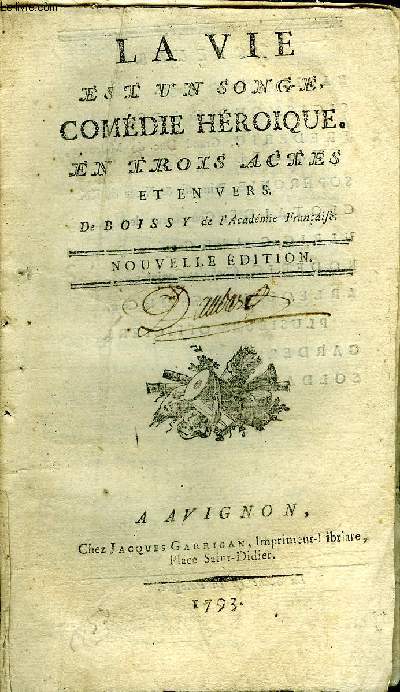 LA VIE
EST UN SONGE,
COMÉDIE HÉROIQUE.
EN TROIS ACTES
ET EN VERS.
De BOISSY de l'Académie Française.
NOUVELLE ÉDITION.
A AVIGNON,
Chez JACQUES GARRIGAN, Imprimeur-Libriare,
Place Saint-Didier.
1793.